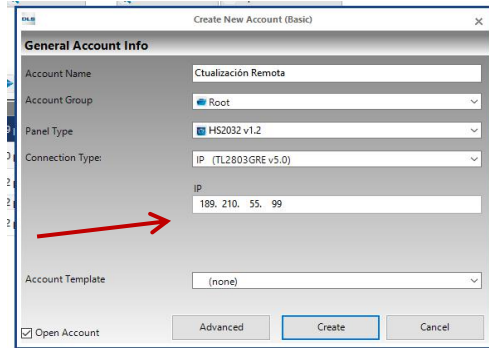 DLS
Create New Account (Basic)
General Account Info
Account Name
Ctualización Remota
Account Group
Root
Panel Type
HS2032 v1.2
Connection Type:
IP (TL2803GRE v5.0)
IP
189. 210. 55. 99
Account Template
(none)
Open Account
Advanced
Create
Cancel